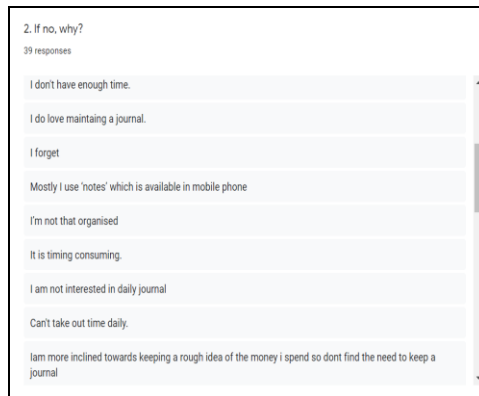 2. If no, why?
39 responses
I don't have enough time.
I do love maintaing a journal.
I forget
Mostly I use 'notes' which is available in mobile phone
I'm not that organised
It is timing consuming.
I am not interested in daily journal
Can't take out time daily.
Iam more inclined towards keeping a rough idea of the money i spend so dont find the need to keep a
journal